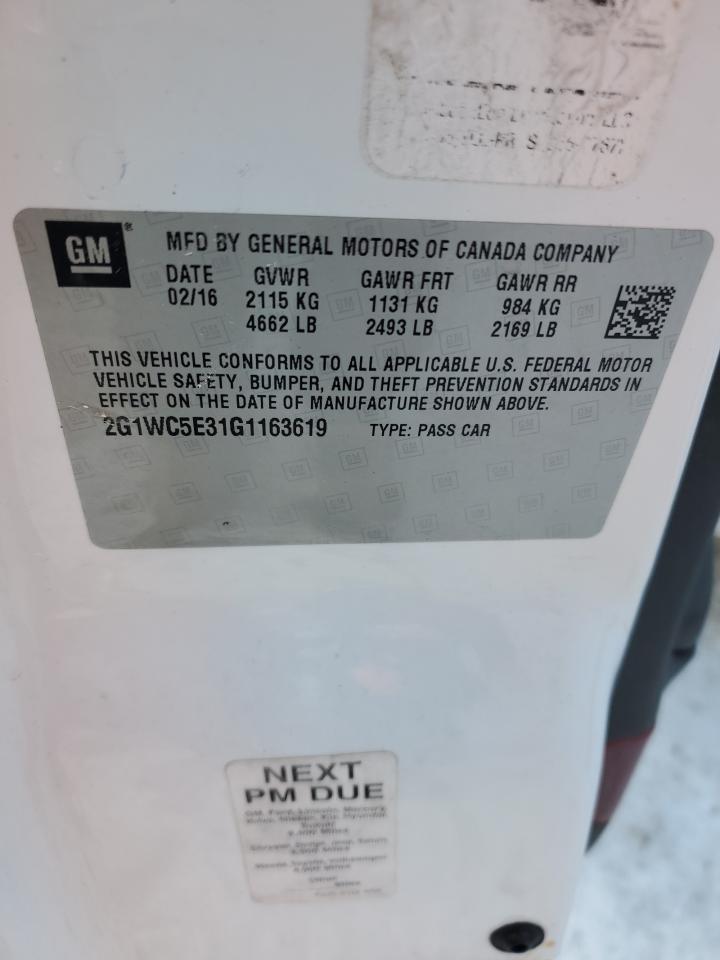 GM®
MFD BY GENERAL MOTORS OF CANADA COMPANY
DATE GVWR GAWR FRT GAWR RR
02/16 2115 KG 1131 KG 984 KG
4662 LB 2493 LB 2169 LB
THIS VEHICLE CONFORMS TO ALL APPLICABLE U.S. FEDERAL MOTOR
VEHICLE SAFETY, BUMPER, AND THEFT PREVENTION STANDARDS IN
EFFECT ON THE DATE OF MANUFACTURE SHOWN ABOVE.
2G1WC5E31G1163619 TYPE: PASS CAR
NEXT
PM DUE